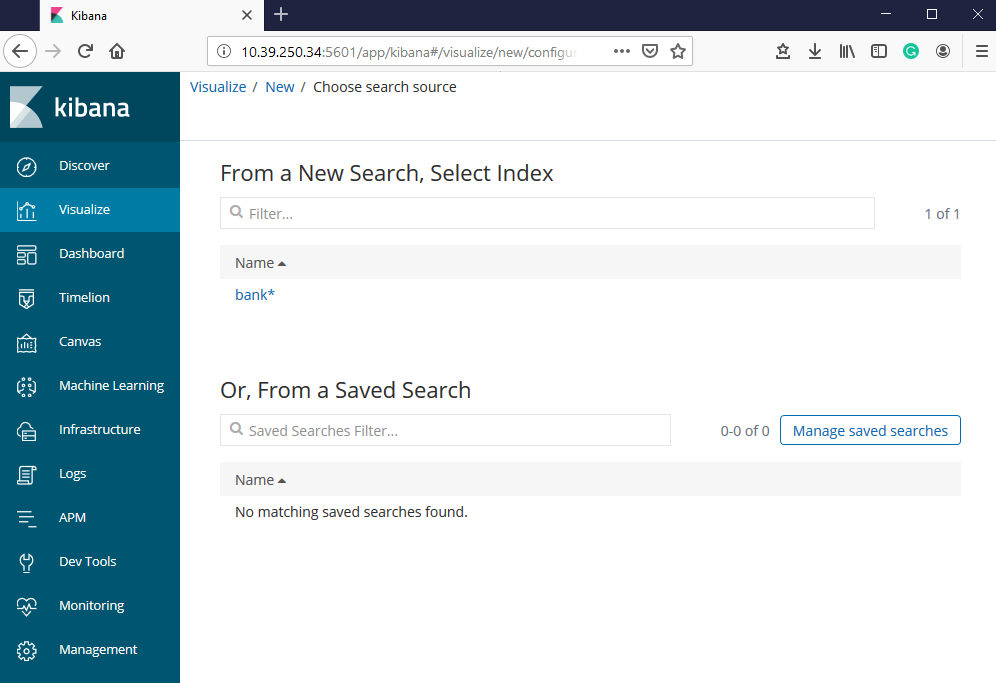 Kibana
10.39.250.34:5601/app/kibana#/visualize/new/configu
kibana
Visualize / New / Choose search source
Discover
Visualize
Dashboard
Timelion
Canvas
Machine Learning
Infrastructure
Logs
APM
Dev Tools
Monitoring
Management
From a New Search, Select Index
Filter... 1 of 1
Name
bank*
Or, From a Saved Search
Saved Searches Filter... 0-0 of 0 Manage saved searches
Name
No matching saved searches found.